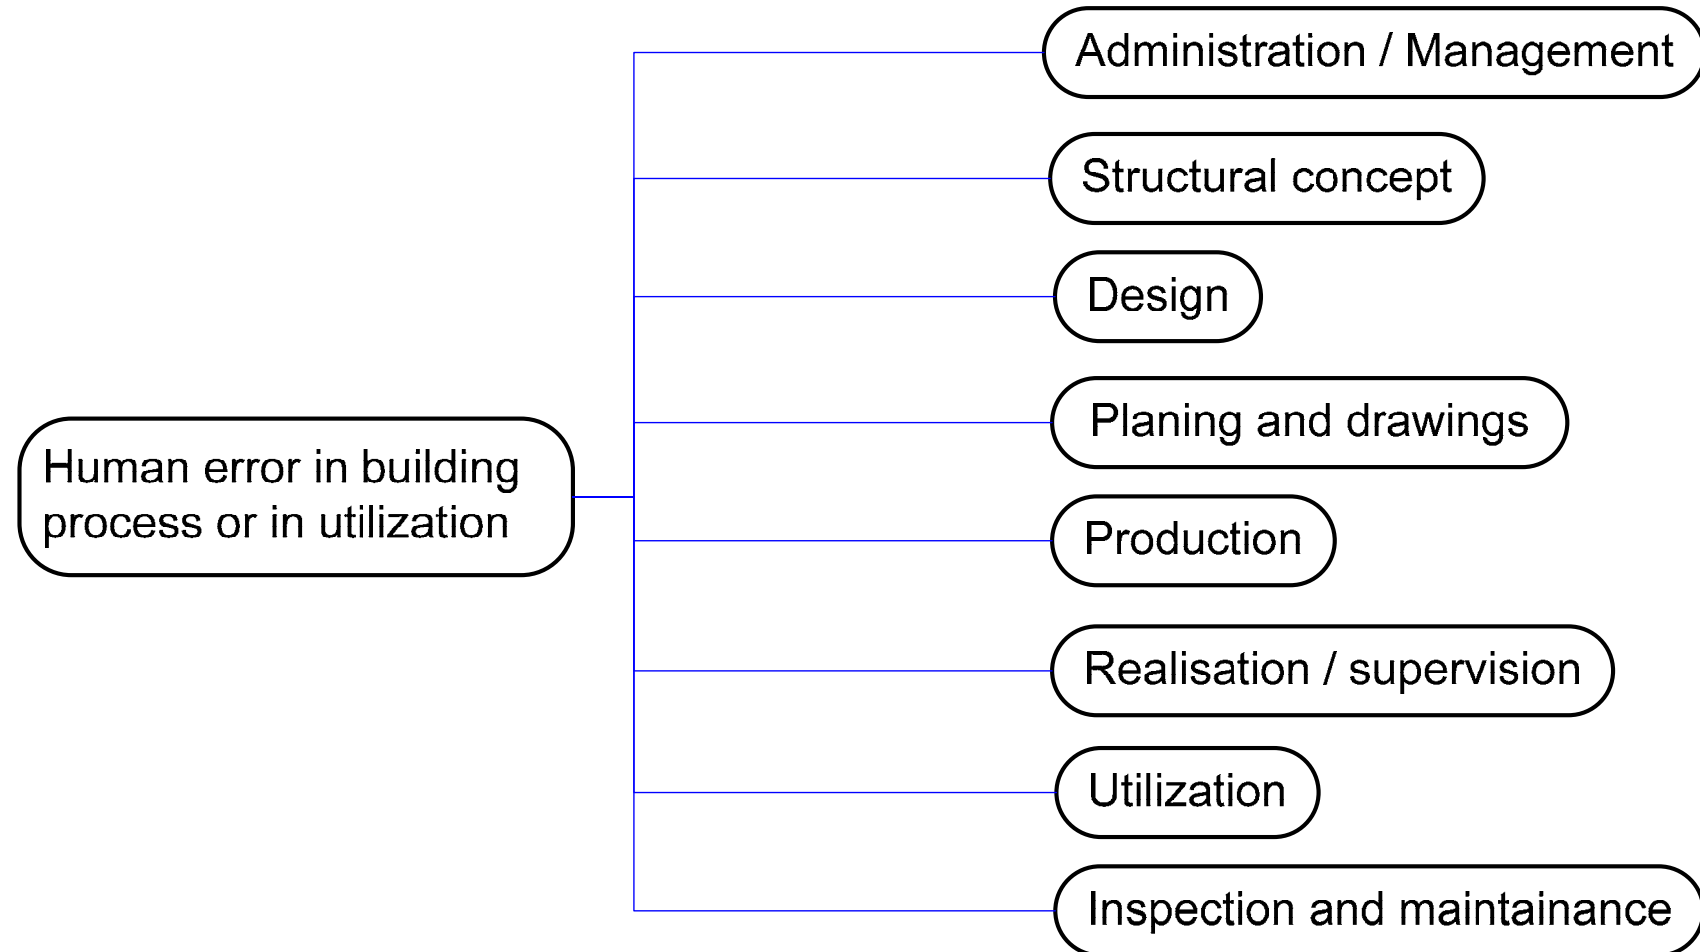 Administration / Management
Structural concept
Design
Planing and drawings
Human error in building
process or in utilization
Production
Realisation / supervision
Utilization
Inspection and maintainance